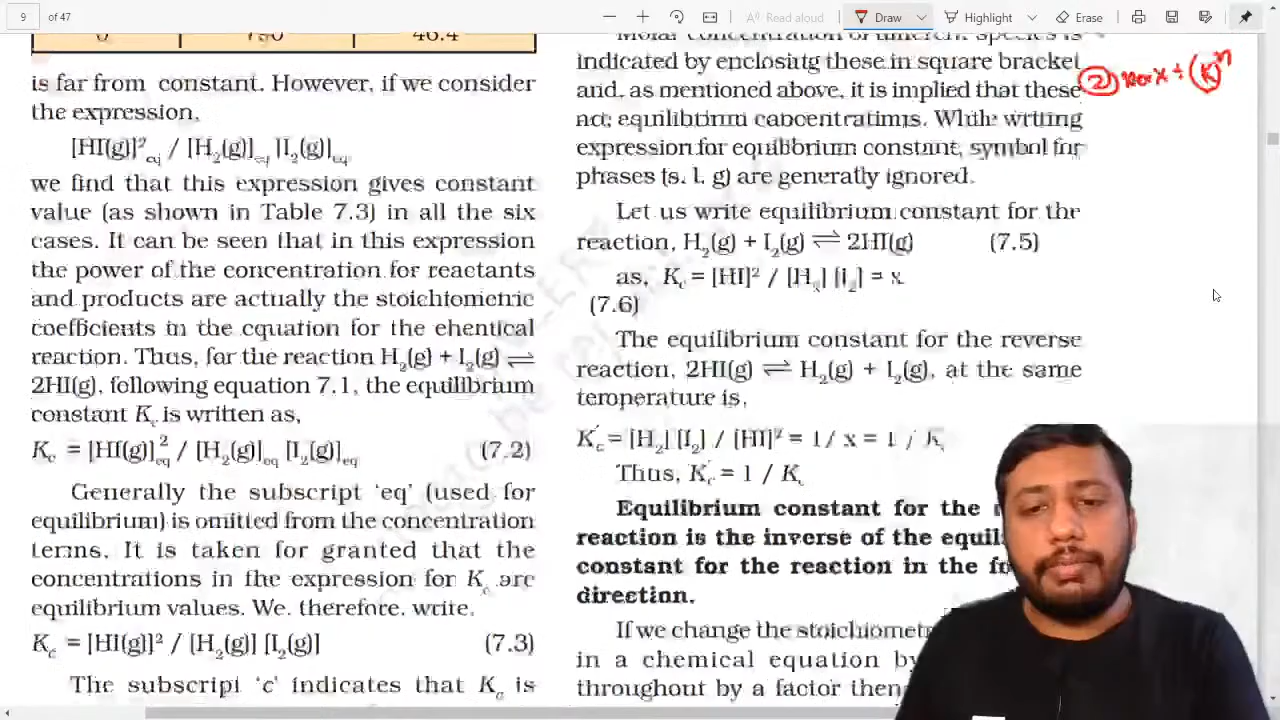 9 of 47
Read aloud
Draw
Highlight
Erase
790 46.4
is far from constant. However, if we consider
the expression,
[HI(g)]²eq / [H₂(g)]eq [I₂(g)]eq
we find that this expression gives constant
value (as shown in Table 7.3) in all the six
cases. It can be seen that in this expression
the power of the concentration for reactants
and products are actually the stoichiometric
coefficients in the equation for the chemical
reaction. Thus, for the reaction H₂(g) + I₂(g) ⇌
2HI(g), following equation 7.1, the equilibrium
constant Kc is written as,
Kc = [HI(g)]²eq / [H₂(g)]eq [I₂(g)]eq (7.2)
Generally the subscript ‘eq’ (used for
equilibrium) is omitted from the concentration
terms. It is taken for granted that the
concentrations in the expression for Kc are
equilibrium values. We, therefore, write,
Kc = [HI(g)]² / [H₂(g)] [I₂(g)] (7.3)
The subscript ‘c’ indicates that Kc is
Molar concentration of different species is
indicated by enclosing these in square bracket
and, as mentioned above, it is implied that these
are equilibrium concentrations. While writing
expression for equilibrium constant, symbol for
phases (s, l, g) are generally ignored.
Let us write equilibrium constant for the
reaction, H₂(g) + I₂(g) ⇌ 2HI(g) (7.5)
as, Kc = [HI]² / [H₂] [I₂] = x
(7.6)
The equilibrium constant for the reverse
reaction, 2HI(g) ⇌ H₂(g) + I₂(g), at the same
temperature is,
K′c = [H₂] [I₂] / [HI]² = 1/ x = 1 / Kc
Thus, K′c = 1 / Kc
Equilibrium constant for the
reaction is the inverse of the
constant for the reaction in the
direction.
If we change the
in a chemical equation by
throughout by a factor then
② (K)ⁿ